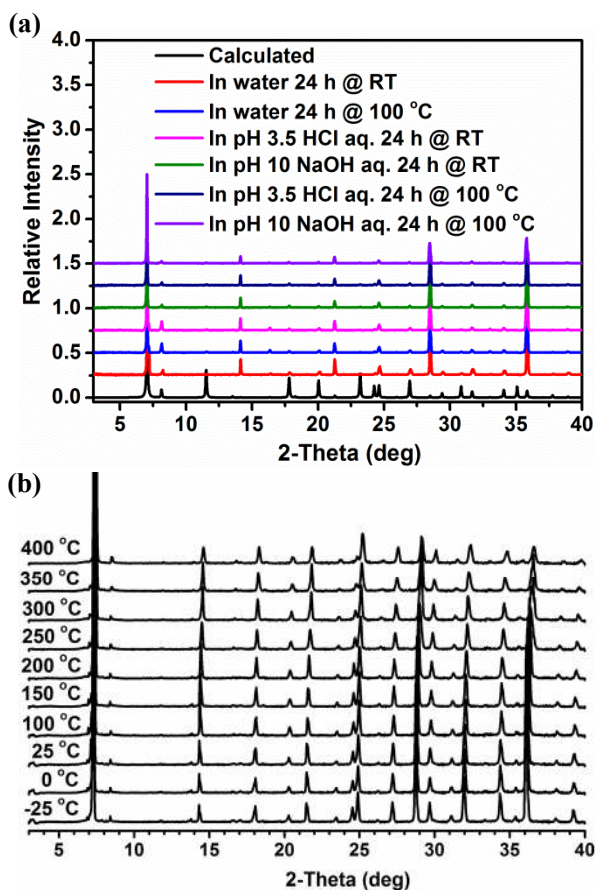 (a)
4.0
3.5
3.0
2.5
2.0
1.5
1.0
0.5
0.0
Relative Intensity
Calculated
In water 24 h @ RT
In water 24 h @ 100 °C
In pH 3.5 HCl aq. 24 h @ RT
In pH 10 NaOH aq. 24 h @ RT
In pH 3.5 HCl aq. 24 h @ 100 °C
In pH 10 NaOH aq. 24 h @ 100 °C
5 10 15 20 25 30 35 40
2-Theta (deg)
(b)
400 °C
350 °C
300 °C
250 °C
200 °C
150 °C
100 °C
25 °C
0 °C
-25 °C
5 10 15 20 25 30 35 40
2-Theta (deg)